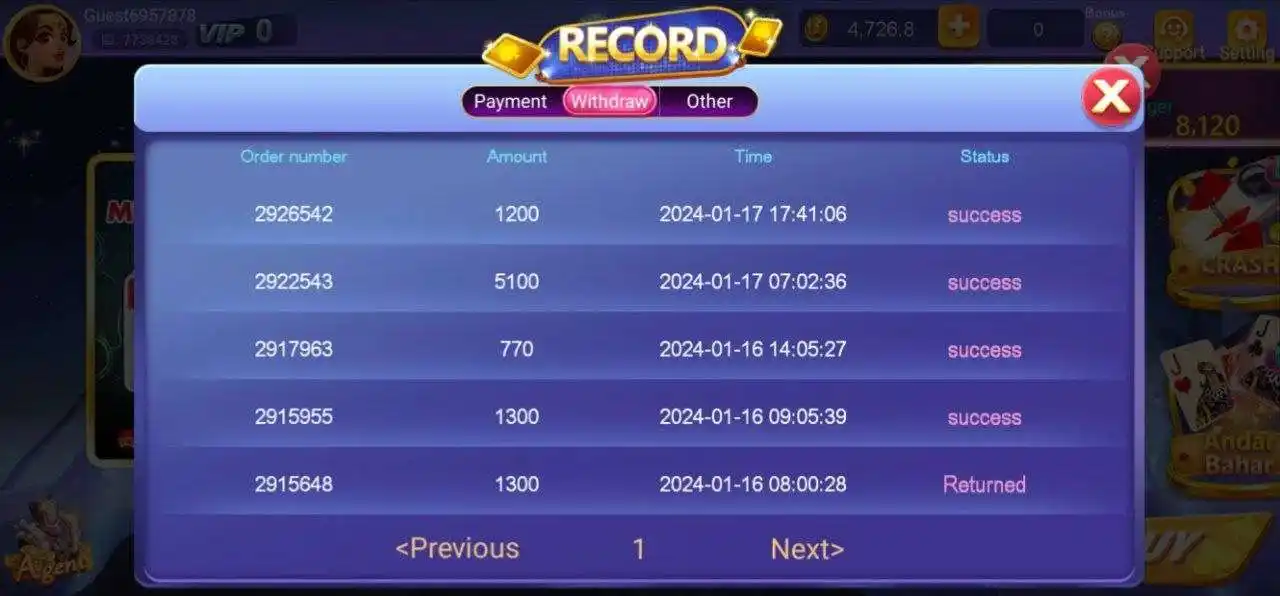 Guest6957878
ID: 7738428
VIP 0
RECORD
4,726.8
0
Bonus
Support
Setting
Payment
Withdraw
Other
8,120
Order number
Amount
Time
Status
2926542
1200
2024-01-17 17:41:06
success
2922543
5100
2024-01-17 07:02:36
success
2917963
770
2024-01-16 14:05:27
success
2915955
1300
2024-01-16 09:05:39
success
2915648
1300
2024-01-16 08:00:28
Returned
CRASH
J
J
Andar
Bahar
Agent
<Previous
1
Next>